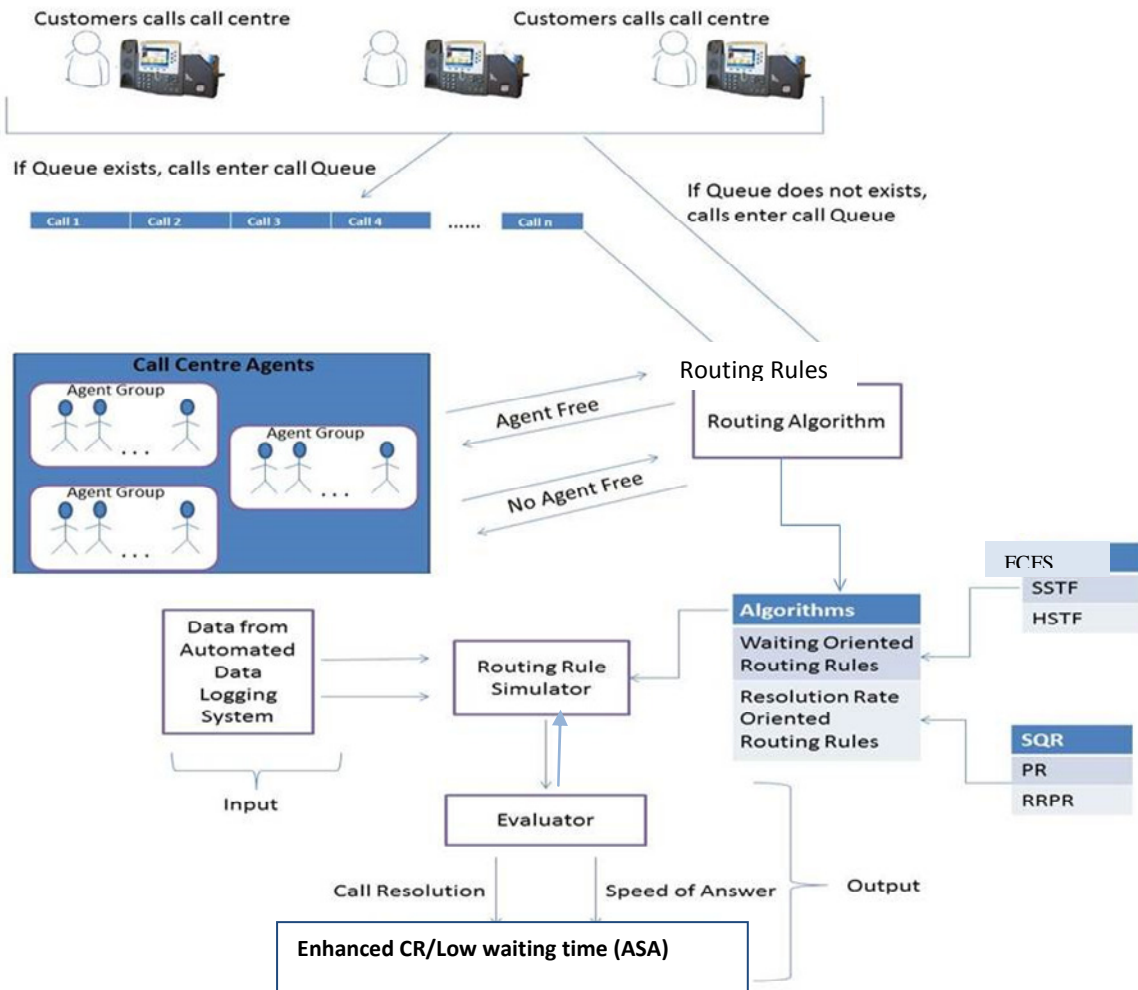 Customers calls call centre
Customers calls call centre
If Queue exists, calls enter call Queue
If Queue does not exists,
calls enter call Queue
Call 1 Call 2 Call 3 Call 4 ...... Call n
Call Centre Agents
Agent Group
. . .
Agent Group
. . .
Agent Group
. . .
Agent Free
No Agent Free
Routing Rules
Routing Algorithm
FCFS
SSTF
HSTF
Algorithms
Waiting Oriented
Routing Rules
Resolution Rate
Oriented
Routing Rules
SQR
PR
RRPR
Data from
Automated
Data
Logging
System
Input
Routing Rule
Simulator
Evaluator
Call Resolution
Speed of Answer
Output
Enhanced CR/Low waiting time (ASA)